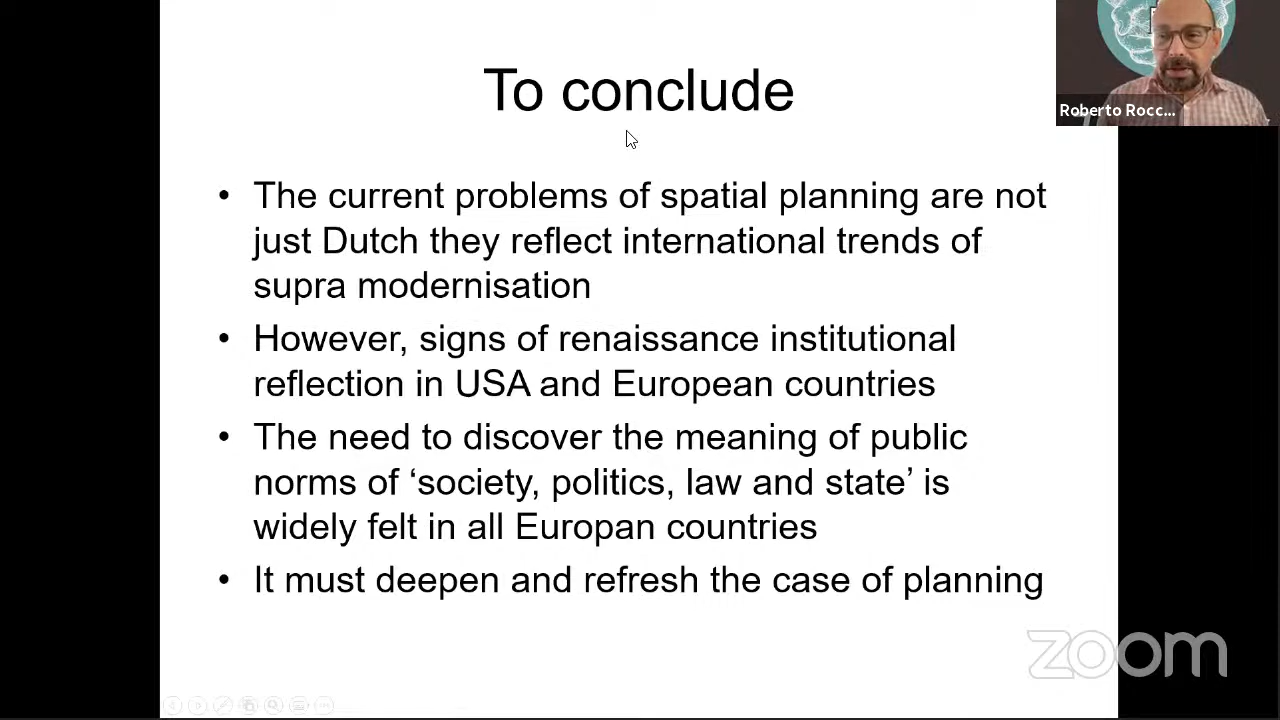 To conclude
Roberto Rocc...
• The current problems of spatial planning are not
just Dutch they reflect international trends of
supra modernisation
• However, signs of renaissance institutional
reflection in USA and European countries
• The need to discover the meaning of public
norms of ‘society, politics, law and state’ is
widely felt in all Europan countries
• It must deepen and refresh the case of planning
zoom